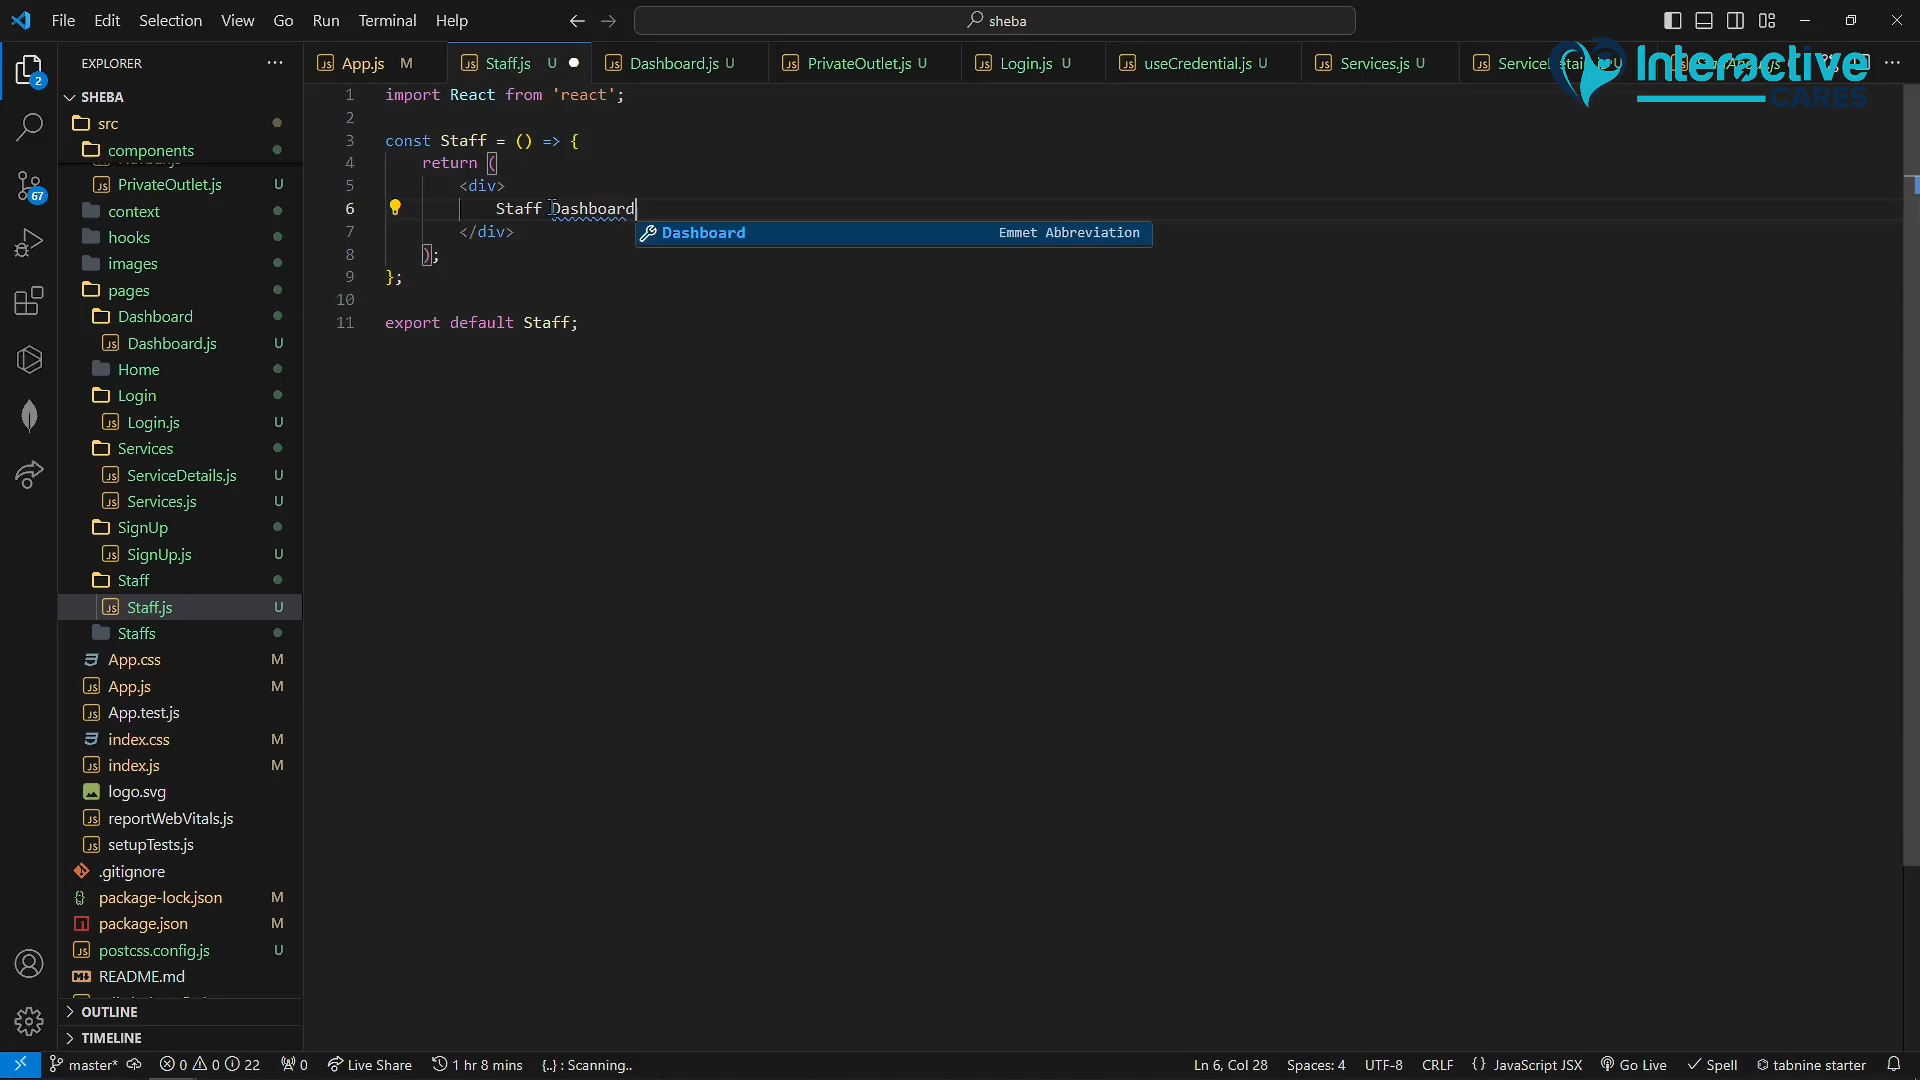 File Edit Selection View Go Run Terminal Help
sheba
EXPLORER
App.js M
Staff.js U
Dashboard.js U
PrivateOutlet.js U
Login.js U
useCredential.js U
Services.js U
Interactive
CARES
SHEBA
src
components
PrivateOutlet.js U
context
hooks
images
pages
Dashboard
Dashboard.js U
Home
Login
Login.js U
Services
ServiceDetails.js U
Services.js U
SignUp
SignUp.js U
Staff
Staff.js U
Staffs
App.css M
App.js M
App.test.js
index.css M
index.js M
logo.svg
reportWebVitals.js
setupTests.js
.gitignore
package-lock.json M
package.json M
postcss.config.js U
README.md
OUTLINE
TIMELINE
2
67
1 import React from 'react';
2
3 const Staff = () => {
4 return (
5 <div>
6 Staff Dashboard
7 </div>
8 );
9 };
10
11 export default Staff;
Dashboard Emmet Abbreviation
master* 0 0 22 0 Live Share 1 hr 8 mins {..} : Scanning.. Ln 6, Col 28 Spaces: 4 UTF-8 CRLF {} JavaScript JSX Go Live Spell tabnine starter